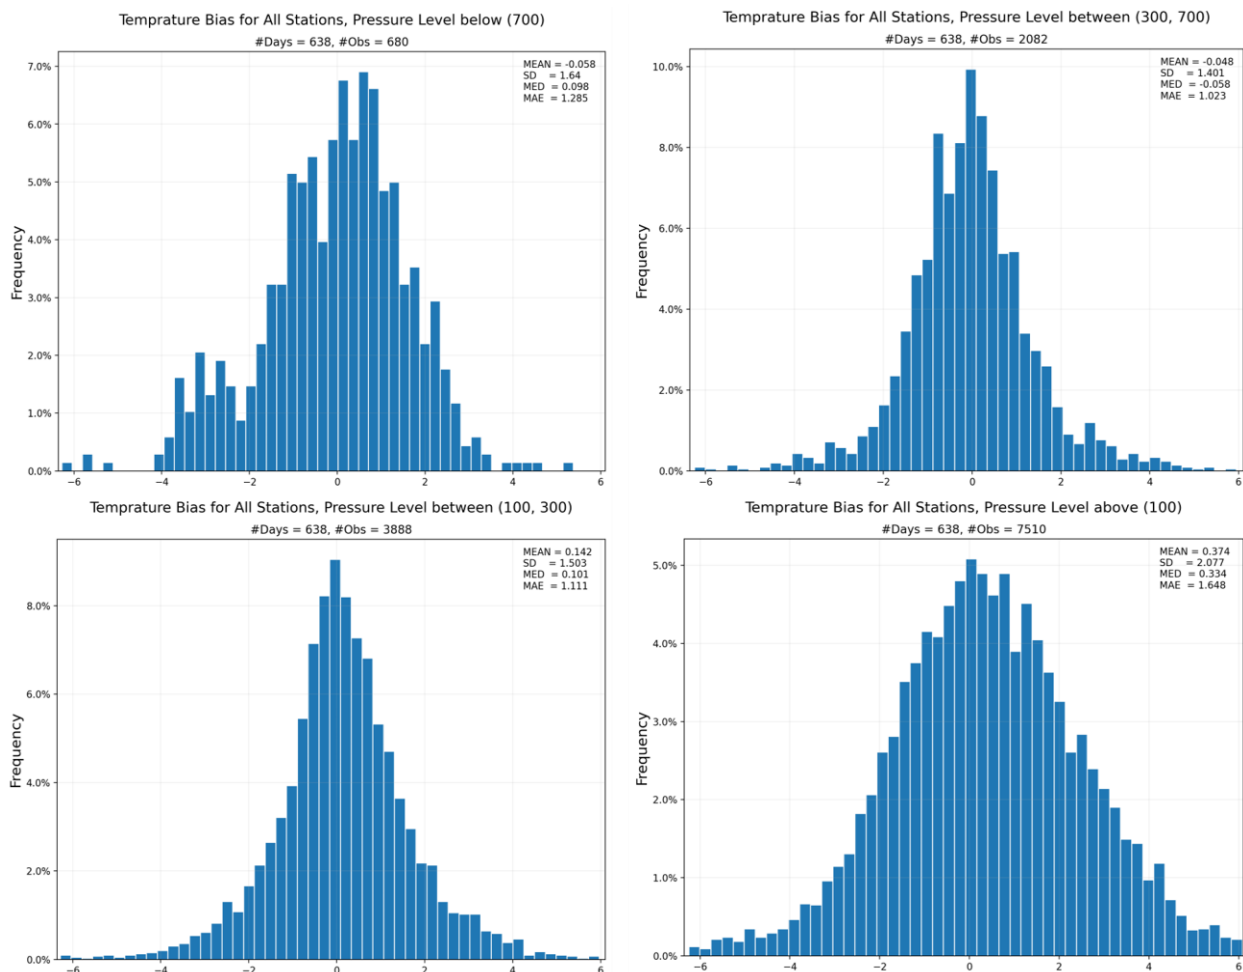 Temprature Bias for All Stations, Pressure Level below (700)
#Days = 638, #Obs = 680
MEAN = -0.058
SD = 1.64
MED = 0.098
MAE = 1.285
7.0%
6.0%
5.0%
4.0%
3.0%
2.0%
1.0%
0.0%
Frequency
−6
−4
−2
0
2
4
6
Temprature Bias for All Stations, Pressure Level between (300, 700)
#Days = 638, #Obs = 2082
MEAN = -0.048
SD = 1.401
MED = -0.058
MAE = 1.023
10.0%
8.0%
6.0%
4.0%
2.0%
0.0%
Frequency
−6
−4
−2
0
2
4
6
Temprature Bias for All Stations, Pressure Level between (100, 300)
#Days = 638, #Obs = 3888
MEAN = 0.142
SD = 1.503
MED = 0.101
MAE = 1.111
8.0%
6.0%
4.0%
2.0%
0.0%
Frequency
−6
−4
−2
0
2
4
6
Temprature Bias for All Stations, Pressure Level above (100)
#Days = 638, #Obs = 7510
MEAN = 0.374
SD = 2.077
MED = 0.334
MAE = 1.648
5.0%
4.0%
3.0%
2.0%
1.0%
0.0%
Frequency
−6
−4
−2
0
2
4
6